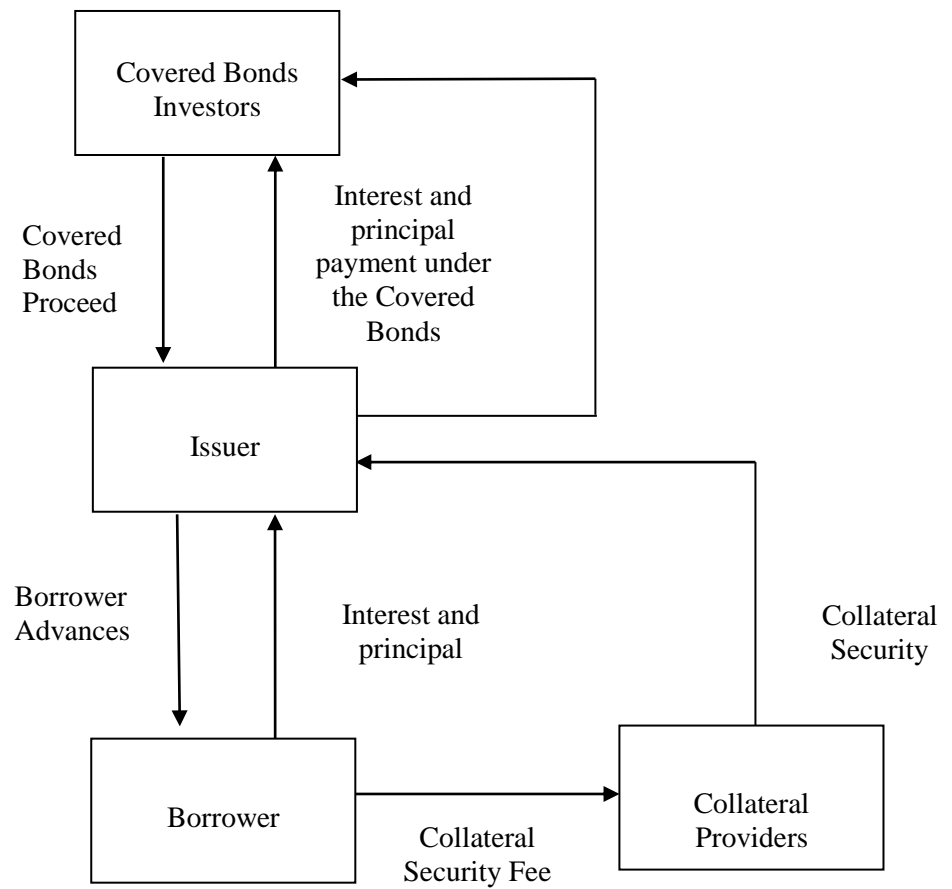 Covered Bonds
Investors
Covered
Bonds
Proceed
Interest and
principal
payment under
the Covered
Bonds
Issuer
Borrower
Advances
Interest and
principal
Collateral
Security
Borrower
Collateral
Security Fee
Collateral
Providers